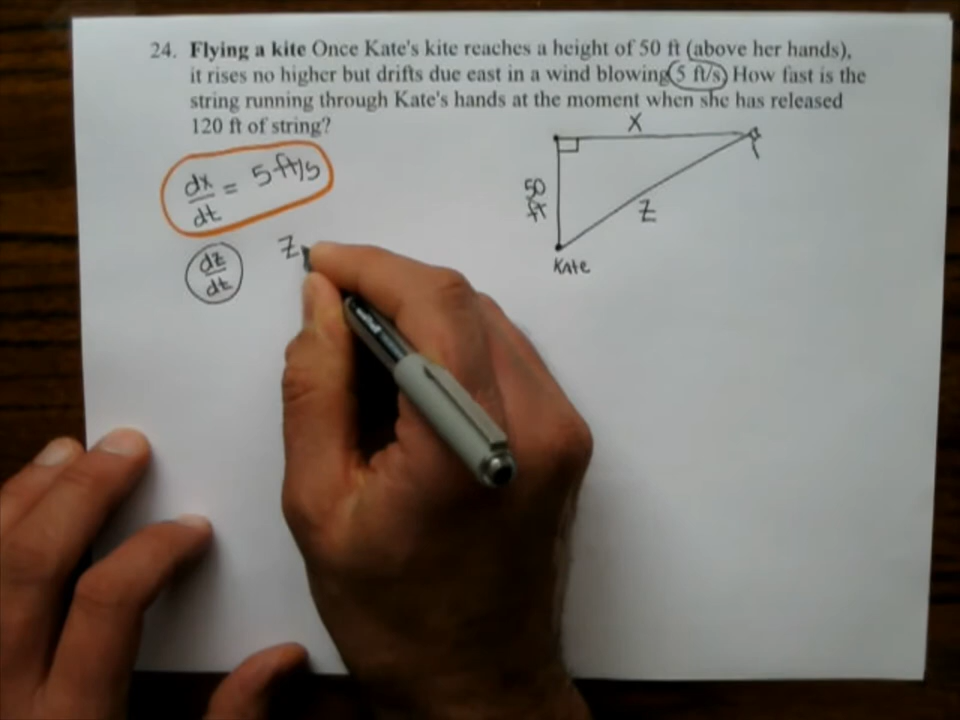 24. Flying a kite Once Kate's kite reaches a height of 50 ft (above her hands),
it rises no higher but drifts due east in a wind blowing 5 ft/s. How fast is the
string running through Kate's hands at the moment when she has released
120 ft of string?
x
dx/dt = 5 ft/s
50 ft
z
dz/dt
z
Kate